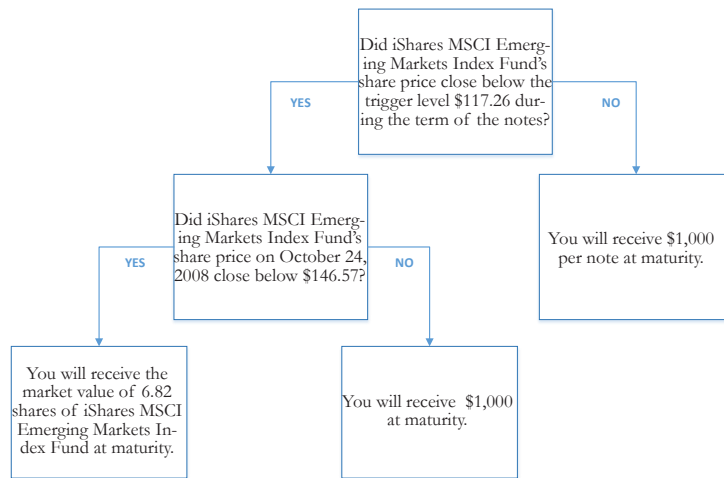 Did iShares MSCI Emerg-
ing Markets Index Fund's
share price close below the
trigger level $117.26 dur-
ing the term of the notes?
YES
NO
Did iShares MSCI Emerg-
ing Markets Index Fund's
share price on October 24,
2008 close below $146.57?
You will receive $1,000
per note at maturity.
YES
NO
You will receive the
market value of 6.82
shares of iShares MSCI
Emerging Markets In-
dex Fund at maturity.
You will receive $1,000
at maturity.